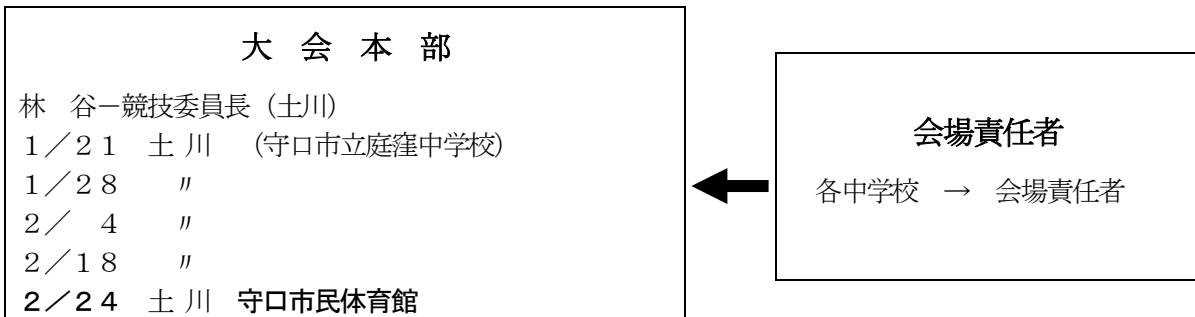 大 会 本 部
林　谷－競技委員長（土川）
１／２１　土 川　（守口市立庭窪中学校）
１／２８　〃
２／　４　〃
２／１８　〃
２／２４　土 川　守口市民体育館
会場責任者
各中学校　→　会場責任者